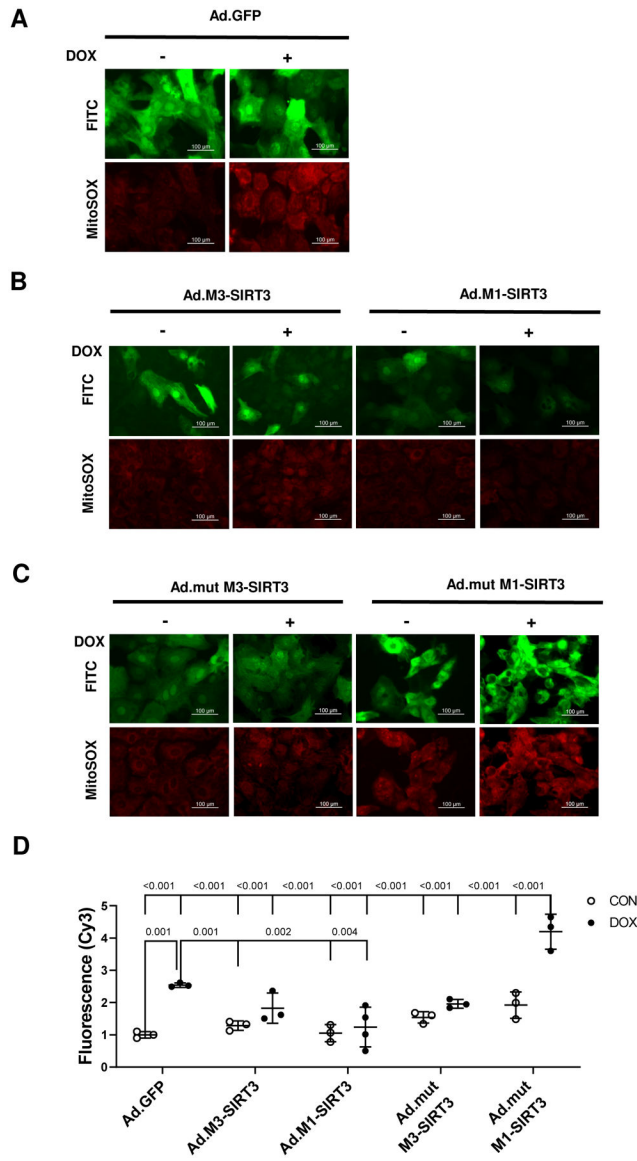 A
Ad.GFP
DOX - +
FITC
100 µm 100 µm
MitoSOX
100 µm 100 µm
B
Ad.M3-SIRT3 Ad.M1-SIRT3
- + - +
DOX
FITC
100 µm 100 µm 100 µm 100 µm
MitoSOX
100 µm 100 µm 100 µm 100 µm
C
Ad.mut M3-SIRT3 Ad.mut M1-SIRT3
- + - +
DOX
FITC
100 µm 100 µm 100 µm 100 µm
MitoSOX
100 µm 100 µm 100 µm 100 µm
D
<0.001 <0.001 <0.001 <0.001 <0.001 <0.001 <0.001 <0.001 <0.001
0.001 0.001 0.002 0.004
CON
DOX
Fluorescence (Cy3)
5
4
3
2
1
0
Ad.GFP
Ad.M3-SIRT3
Ad.M1-SIRT3
Ad.mut
M3-SIRT3
Ad.mut
M1-SIRT3